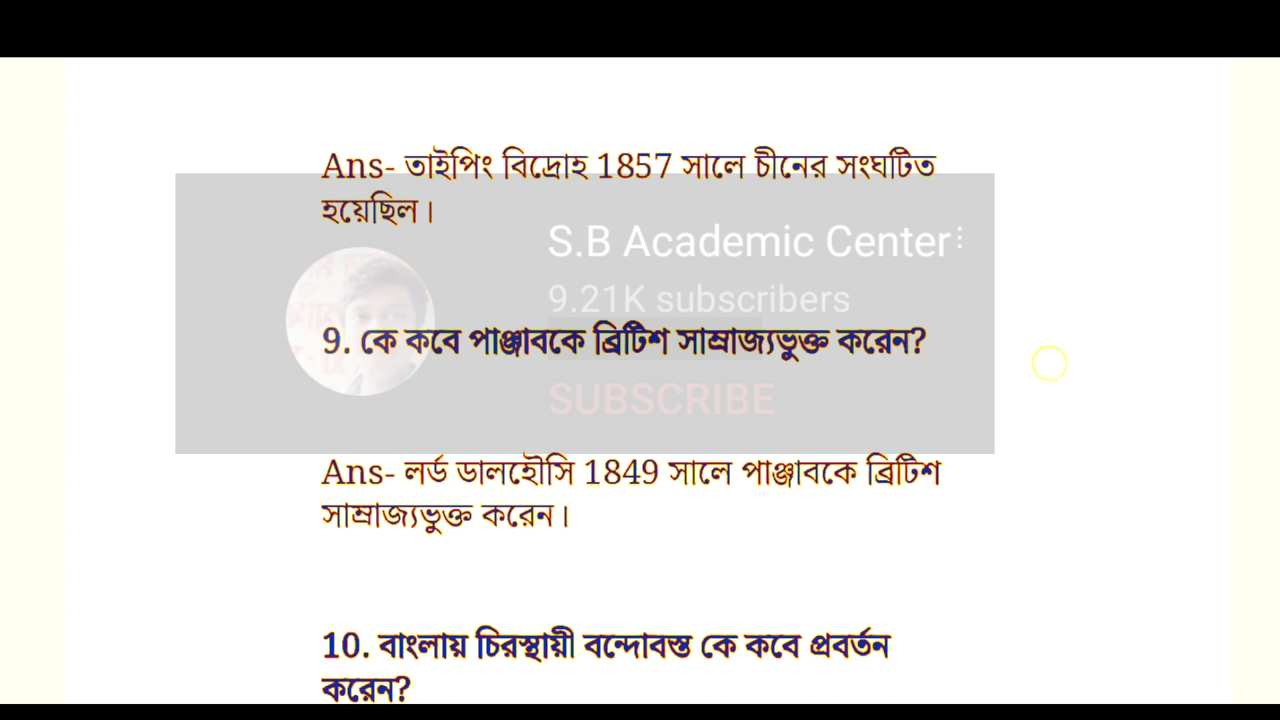 Ans- তাইপিং বিদ্রোহ 1857 সালে চীনের সংঘটিত
হয়েছিল।
S.B Academic Center
9.21K subscribers
9. কে কবে পাঞ্জাবকে ব্রিটিশ সাম্রাজ্যভুক্ত করেন?
SUBSCRIBE
Ans- লর্ড ডালহৌসি 1849 সালে পাঞ্জাবকে ব্রিটিশ
সাম্রাজ্যভুক্ত করেন।
10. বাংলায় চিরস্থায়ী বন্দোবস্ত কে কবে প্রবর্তন
করেন?